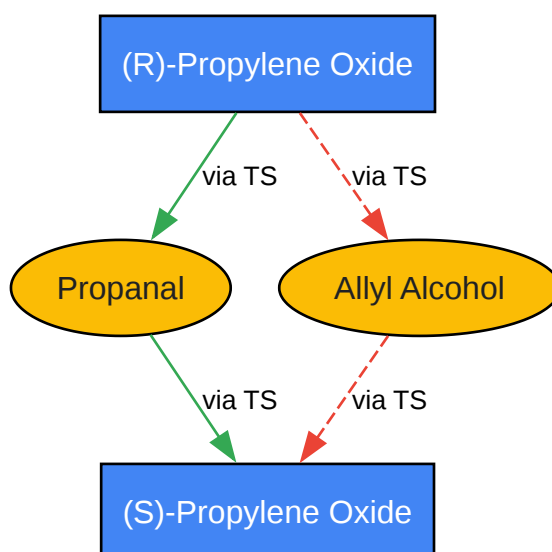 (R)-Propylene Oxide
via TS via TS
Propanal Allyl Alcohol
via TS via TS
(S)-Propylene Oxide